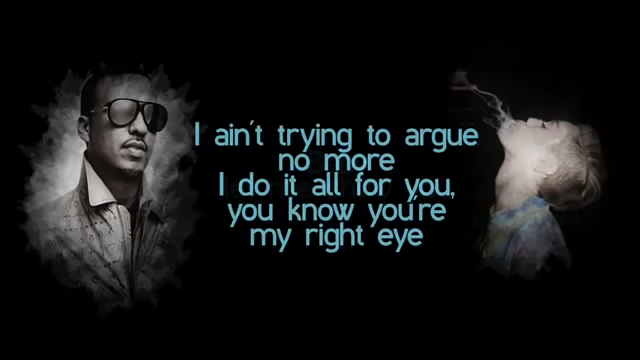 I ain't trying to argue
no more
I do it all for you,
you know you're
my right eye